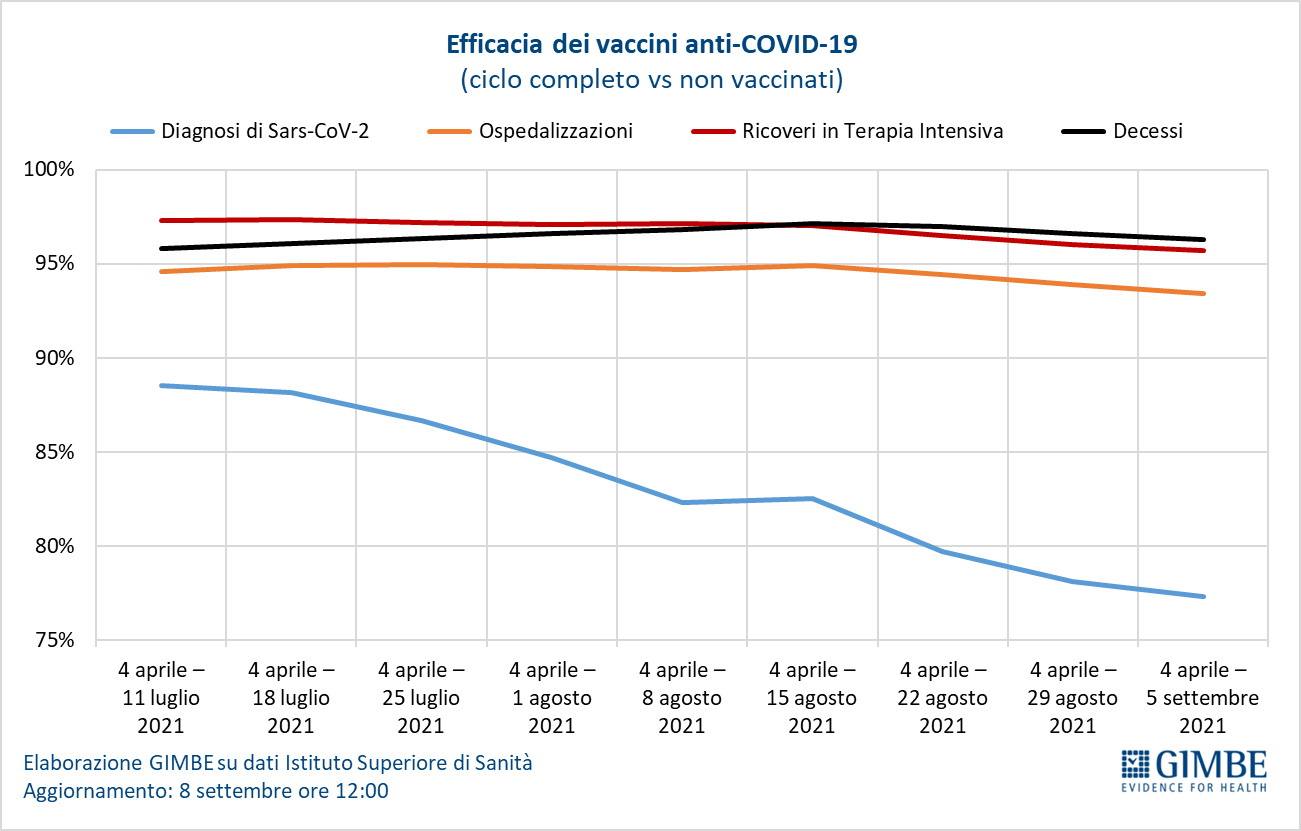 Efficacia dei vaccini anti-COVID-19
(ciclo completo vs non vaccinati)
Diagnosi di Sars-CoV-2
Ospedalizzazioni
Ricoveri in Terapia Intensiva
Decessi
100%
95%
90%
85%
80%
75%
4 aprile –
11 luglio
2021
4 aprile –
18 luglio
2021
4 aprile –
25 luglio
2021
4 aprile –
1 agosto
2021
4 aprile –
8 agosto
2021
4 aprile –
15 agosto
2021
4 aprile –
22 agosto
2021
4 aprile –
29 agosto
2021
4 aprile –
5 settembre
2021
Elaborazione GIMBE su dati Istituto Superiore di Sanità
Aggiornamento: 8 settembre ore 12:00
GIMBE
EVIDENCE FOR HEALTH